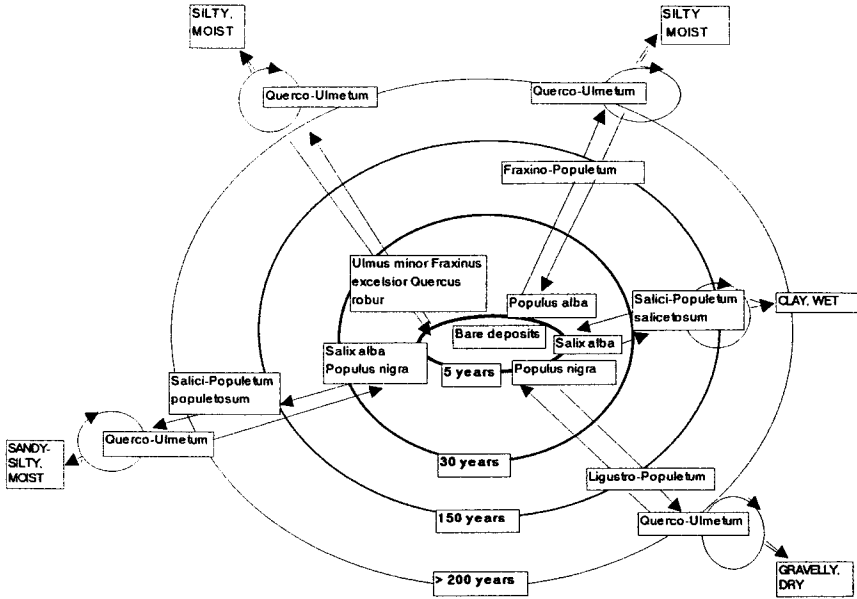 SILTY,
MOIST
SILTY
MOIST
Querco-Ulmetum
Querco-Ulmetum
Fraxino-Populetum
Ulmus minor Fraxinus
excelsior Quercus
robur
Populus alba
Salici-Populetum
salicetosum
CLAY, WET
Bare deposits
Salix alba
Salix alba
Populus nigra
5 years
Populus nigra
Salici-Populetum
populetosum
Querco-Ulmetum
SANDY-
SILTY,
MOIST
30 years
Ligustro-Populetum
150 years
Querco-Ulmetum
> 200 years
GRAVELLY,
DRY